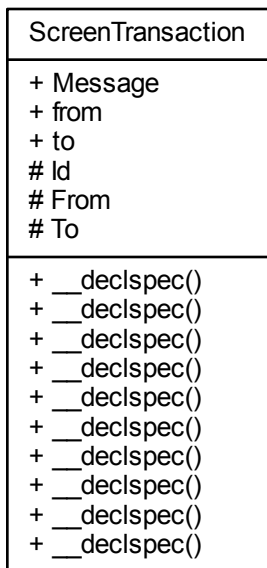 ScreenTransaction
+ Message
+ from
+ to
# Id
# From
# To
+ __declspec()
+ __declspec()
+ __declspec()
+ __declspec()
+ __declspec()
+ __declspec()
+ __declspec()
+ __declspec()
+ __declspec()
+ __declspec()